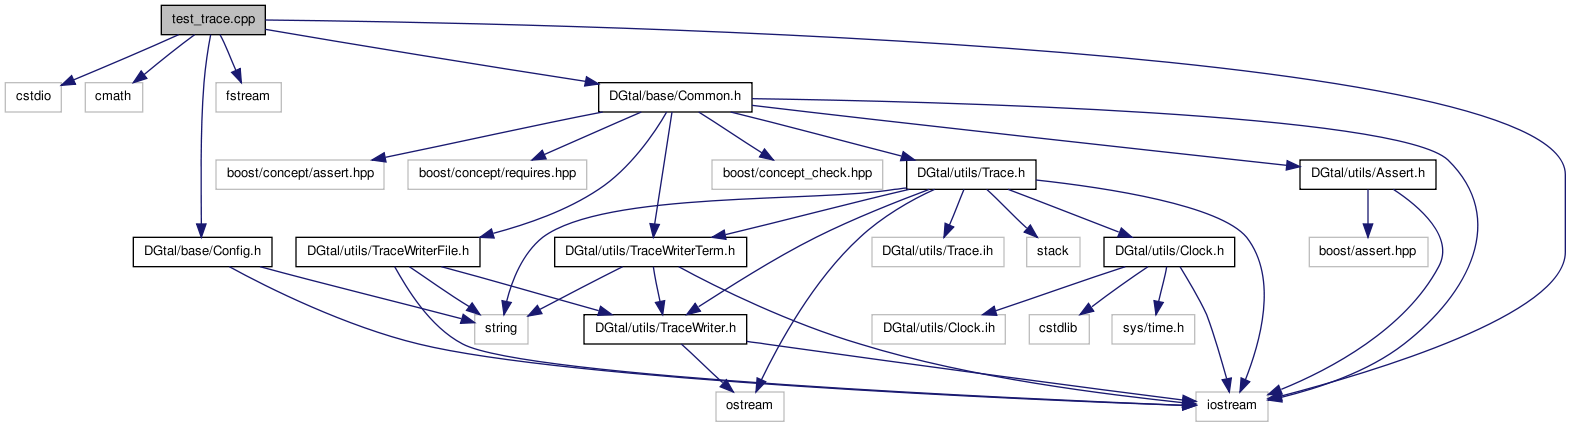 test_trace.cpp
cstdio
cmath
fstream
DGtal/base/Common.h
boost/concept/assert.hpp
boost/concept/requires.hpp
boost/concept_check.hpp
DGtal/utils/Trace.h
DGtal/utils/Assert.h
DGtal/base/Config.h
DGtal/utils/TraceWriterFile.h
DGtal/utils/TraceWriterTerm.h
DGtal/utils/Trace.ih
stack
DGtal/utils/Clock.h
boost/assert.hpp
string
DGtal/utils/TraceWriter.h
DGtal/utils/Clock.ih
cstdlib
sys/time.h
ostream
iostream